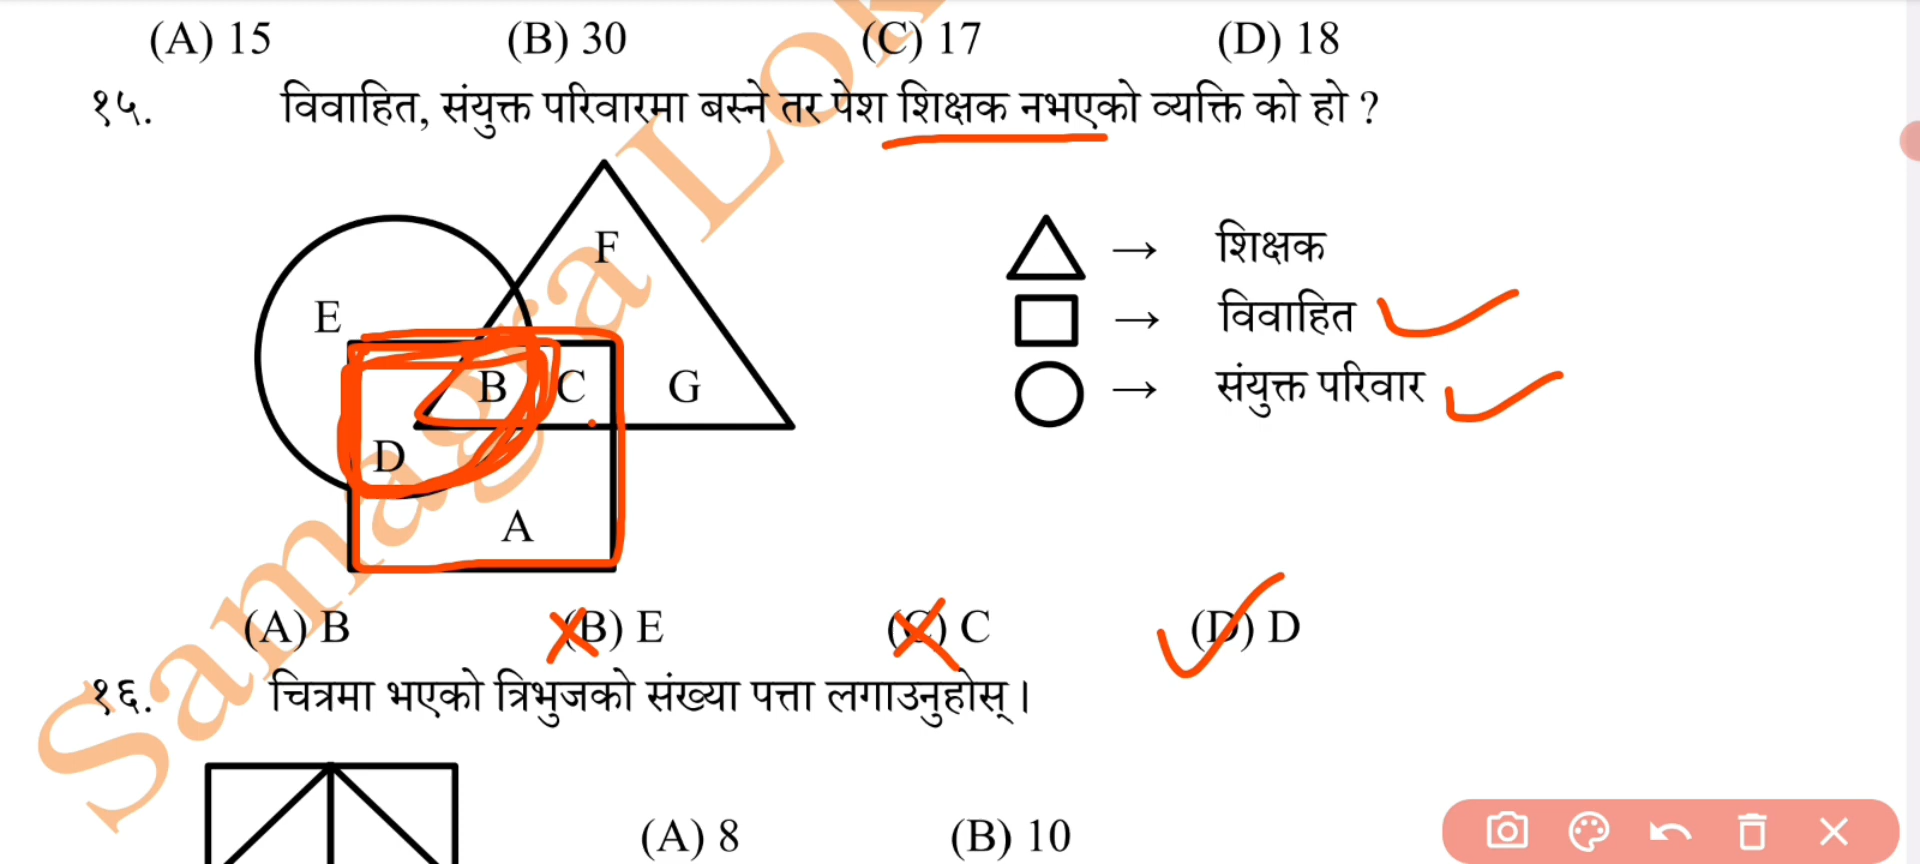 (A) 15 (B) 30 (C) 17 (D) 18
१५. विवाहित, संयुक्त परिवारमा बस्ने तर पेशा शिक्षक नभएको व्यक्ति को हो ?
F
△ → शिक्षक
E
□ → विवाहित
B C G
○ → संयुक्त परिवार
D
A
(A) B (B) E (C) C (D) D
१६. चित्रमा भएको त्रिभुजको संख्या पत्ता लगाउनुहोस् ।
(A) 8 (B) 10